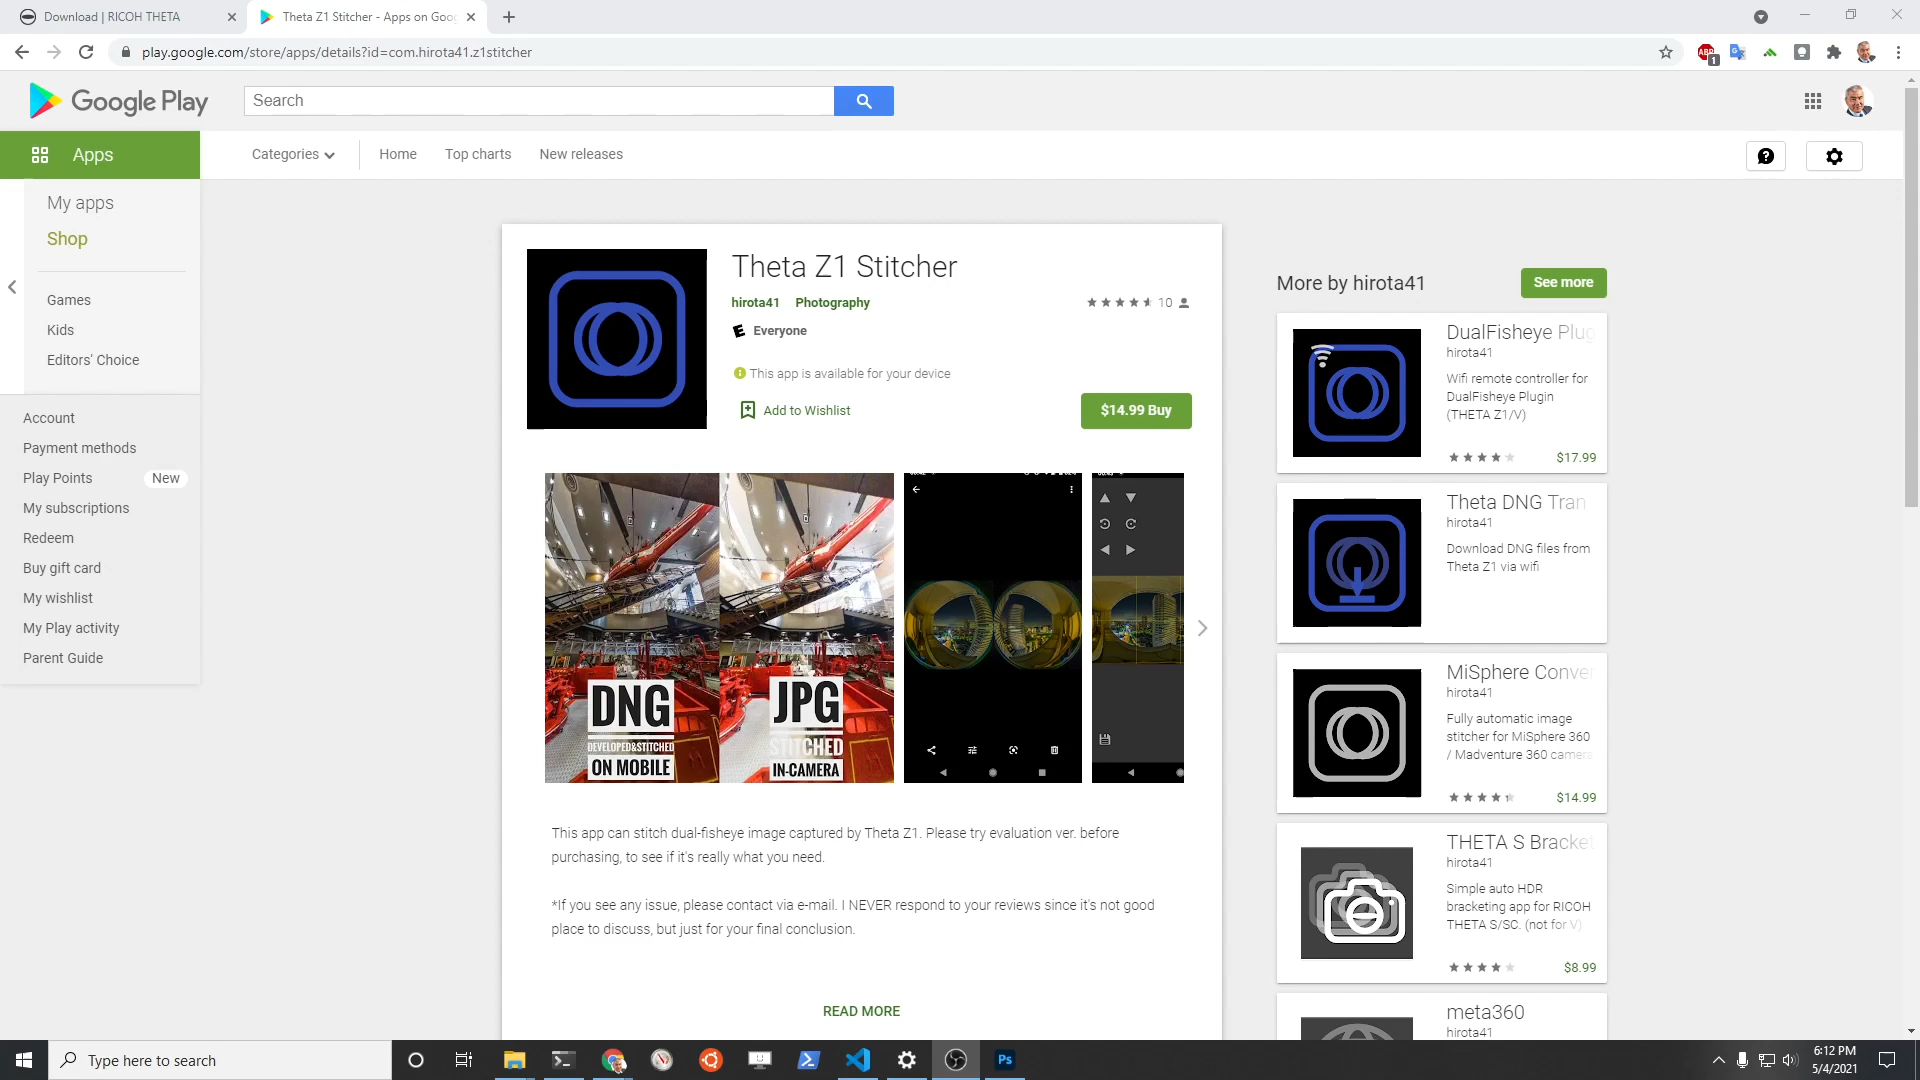 Download | RICOH THETA
Theta Z1 Stitcher - Apps on Goog
play.google.com/store/apps/details?id=com.hirota41.z1stitcher
ABP
1
Google Play
Search
Apps
Categories
Home
Top charts
New releases
My apps
Shop
Games
Kids
Editors' Choice
Account
Payment methods
Play Points
New
My subscriptions
Redeem
Buy gift card
My wishlist
My Play activity
Parent Guide
Theta Z1 Stitcher
hirota41 Photography
10
E Everyone
This app is available for your device
Add to Wishlist
$14.99 Buy
DNG
DEVELOPED&STITCHED
ON MOBILE
JPG
STITCHED
IN-CAMERA
This app can stitch dual-fisheye image captured by Theta Z1. Please try evaluation ver. before
purchasing, to see if it's really what you need.
*If you see any issue, please contact via e-mail. I NEVER respond to your reviews since it's not good
place to discuss, but just for your final conclusion.
READ MORE
More by hirota41
See more
DualFisheye Plug
hirota41
Wifi remote controller for
DualFisheye Plugin
(THETA Z1/V)
$17.99
Theta DNG Tran
hirota41
Download DNG files from
Theta Z1 via wifi
MiSphere Conver
hirota41
Fully automatic image
stitcher for MiSphere 360
/ Madventure 360 camera
$14.99
THETA S Bracket
hirota41
Simple auto HDR
bracketing app for RICOH
THETA S/SC. (not for V)
$8.99
meta360
hirota41
Type here to search
Ps
6:12 PM
5/4/2021